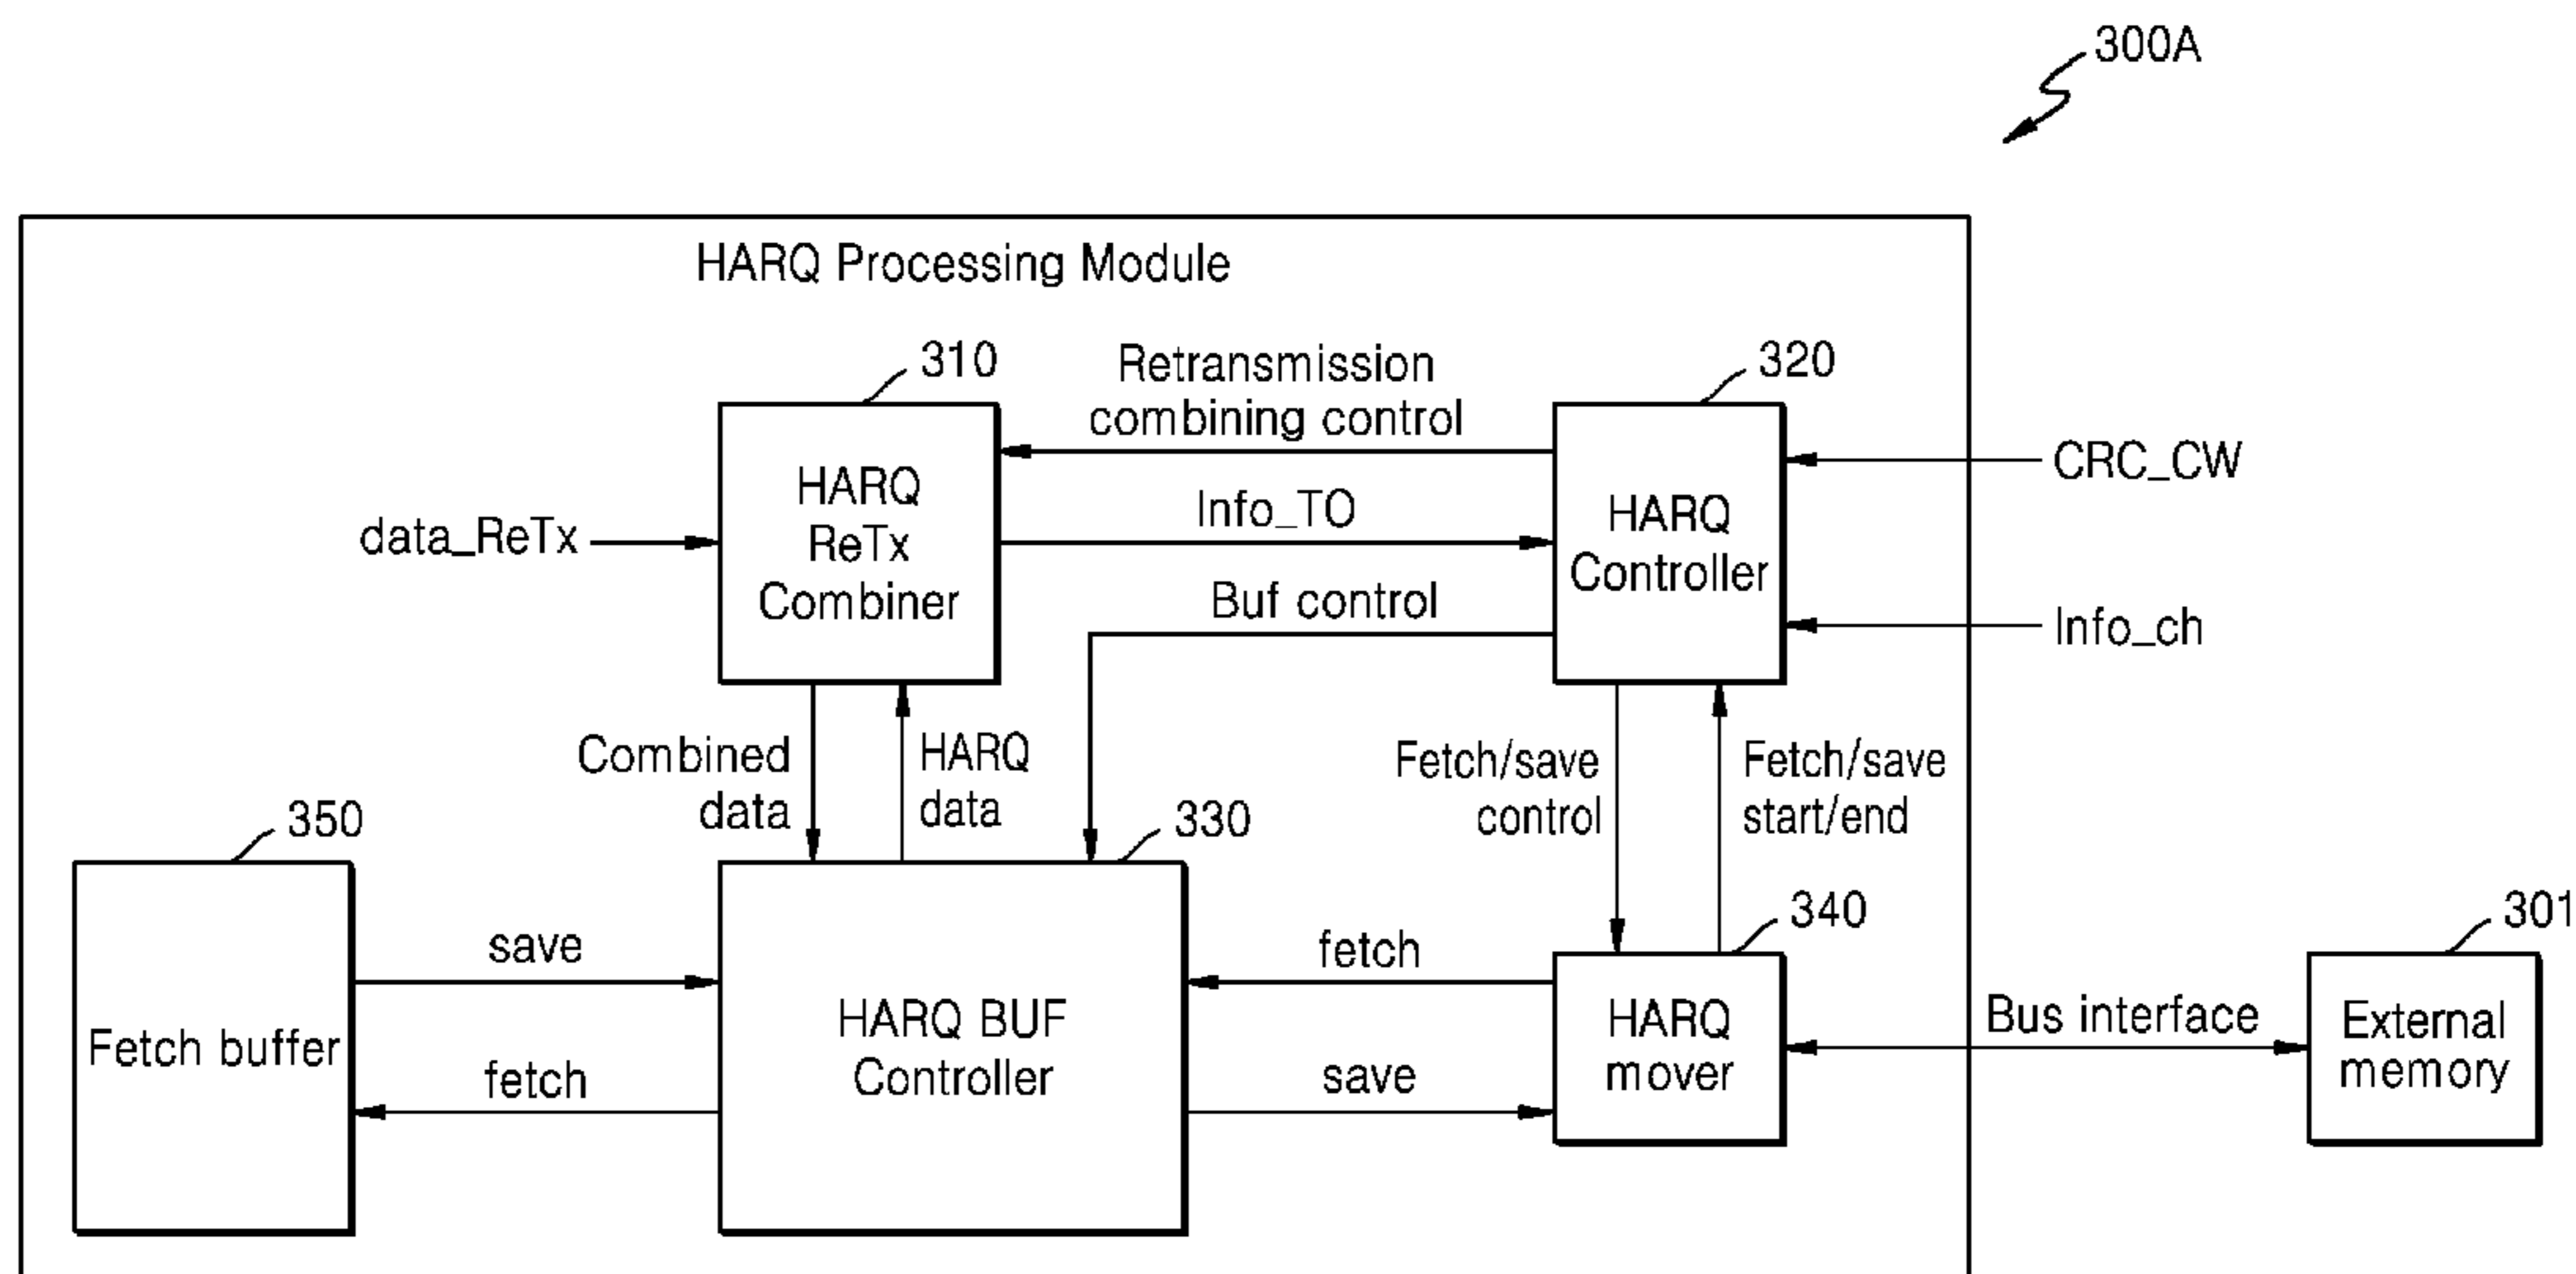 300A
HARQ Processing Module
310
Retransmission
combining control
320
HARQ
ReTx
Combiner
data_ReTx
Info_TO
Buf control
HARQ
Controller
CRC_CW
Info_ch
Combined
data
HARQ
data
Fetch/save
control
Fetch/save
start/end
350
330
340
301
Fetch buffer
save
fetch
HARQ BUF
Controller
fetch
save
HARQ
mover
Bus interface
External
memory